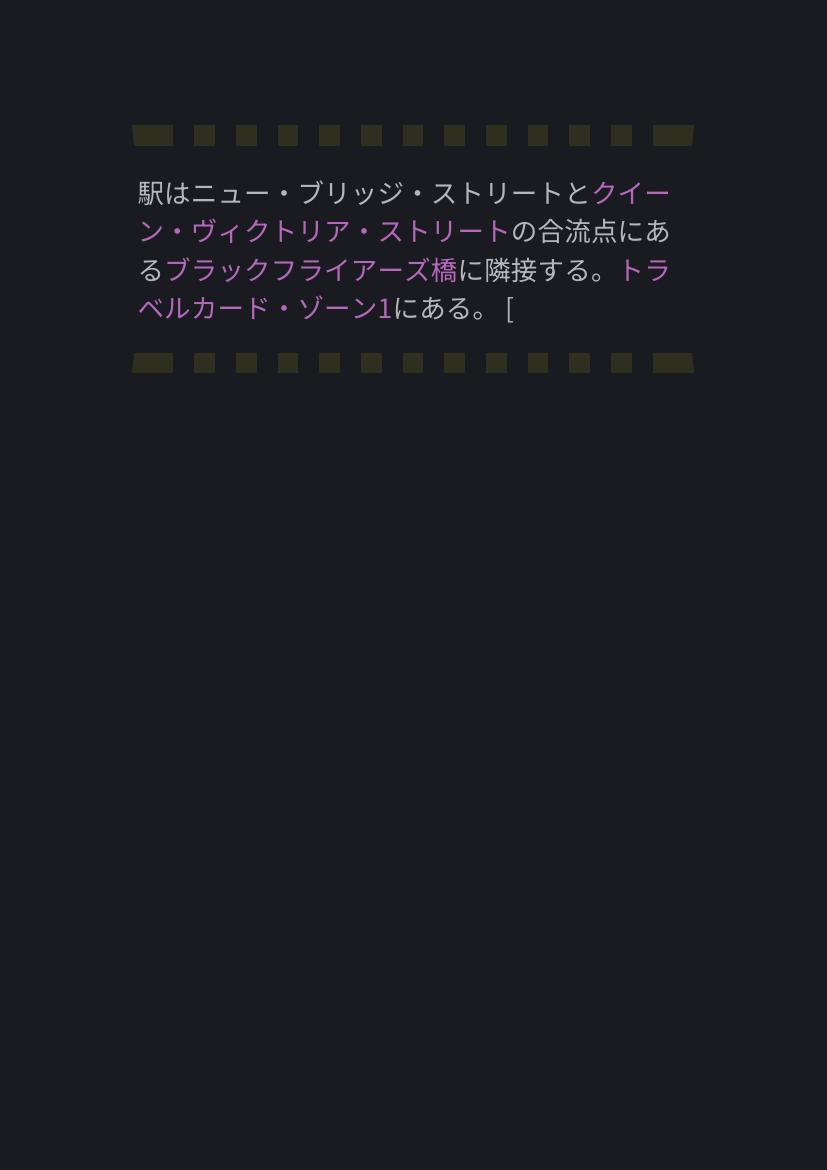 駅はニュー・ブリッジ・ストリートとクイー
ン・ヴィクトリア・ストリートの合流点にあ
るブラックフライアーズ橋に隣接する。トラ
ベルカード・ゾーン1にある。 [